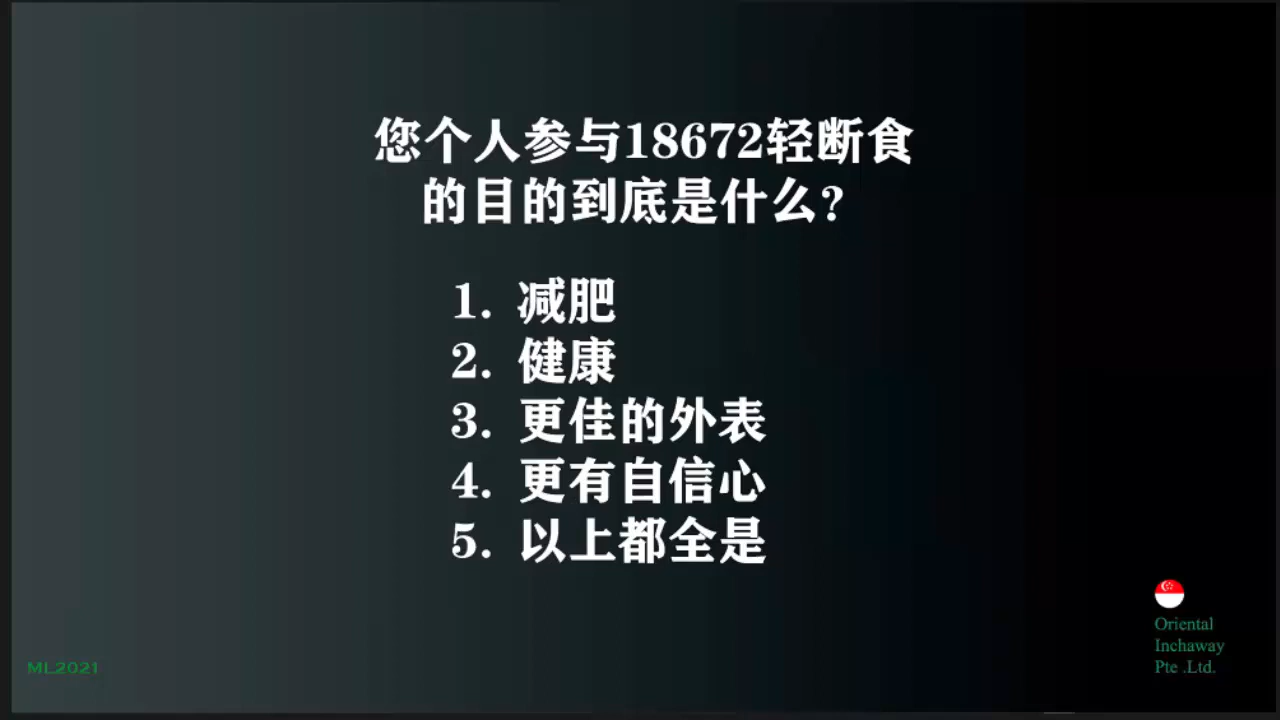 您个人参与18672轻断食
的目的到底是什么?
1. 减肥
2. 健康
3. 更佳的外表
4. 更有自信心
5. 以上都全是
Oriental
Inchaway
Pte .Ltd.
ML2021